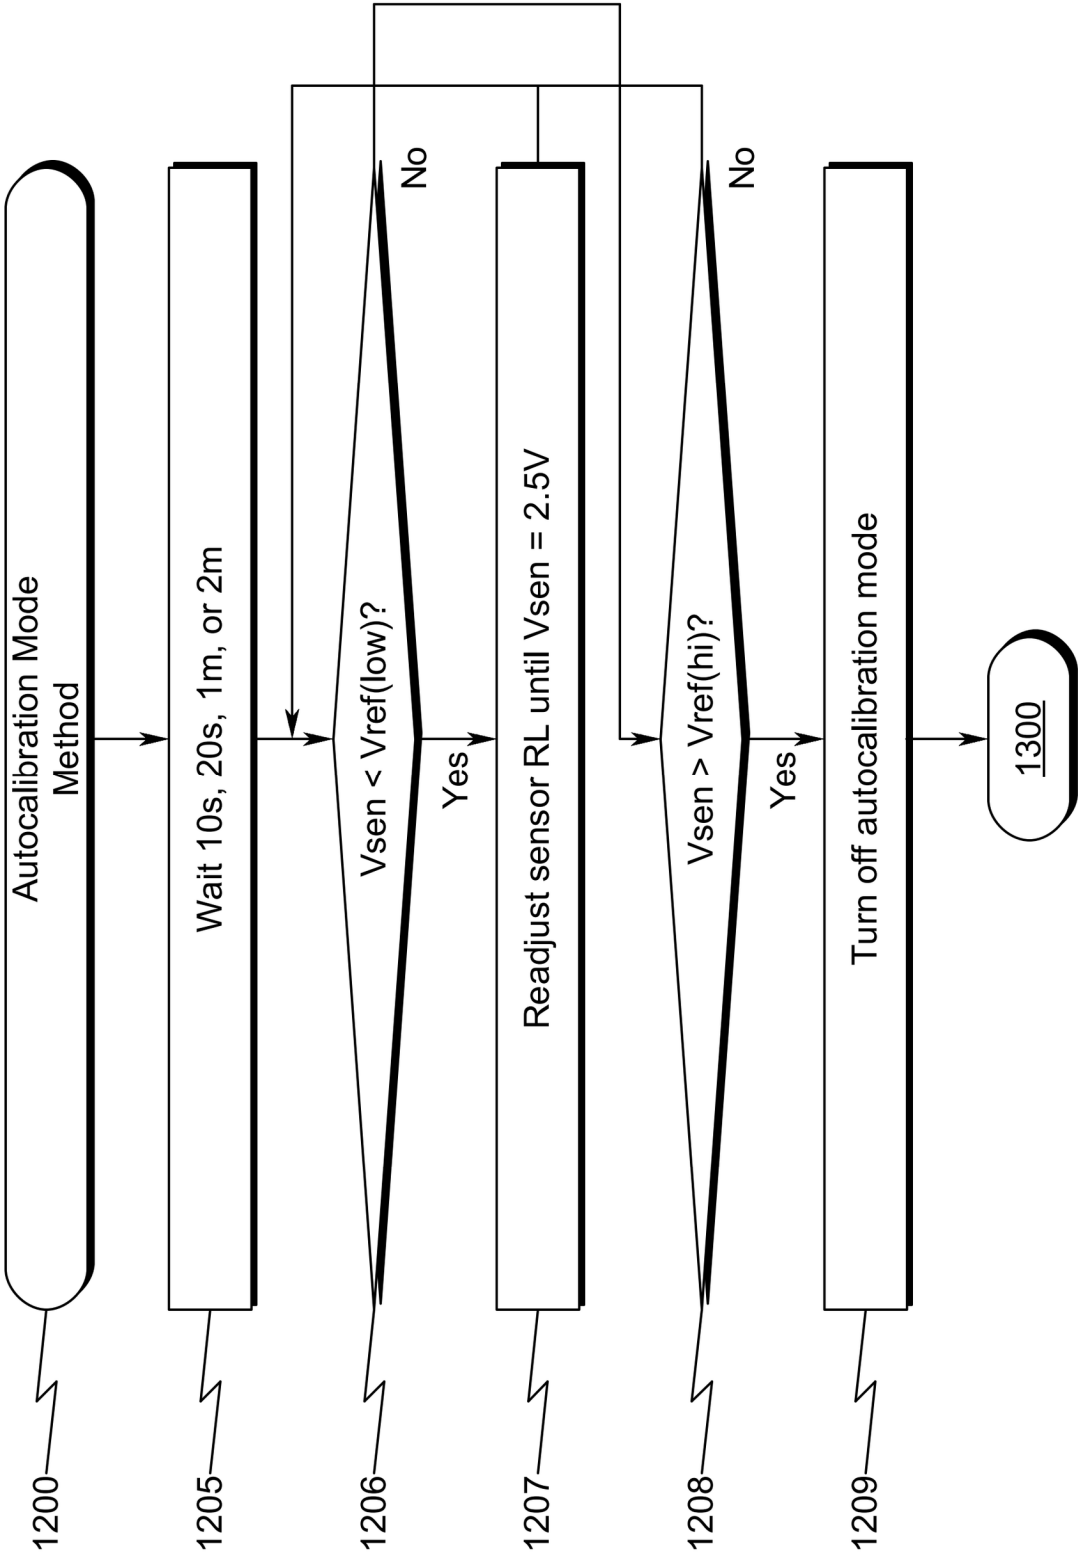 Autocalibration Mode
Method
1200
Wait 10s, 20s, 1m, or 2m
1205
Vsen < Vref(low)?
No
Yes
1206
Readjust sensor RL until Vsen = 2.5V
1207
Vsen > Vref(hi)?
No
Yes
1208
Turn off autocalibration mode
1209
1300